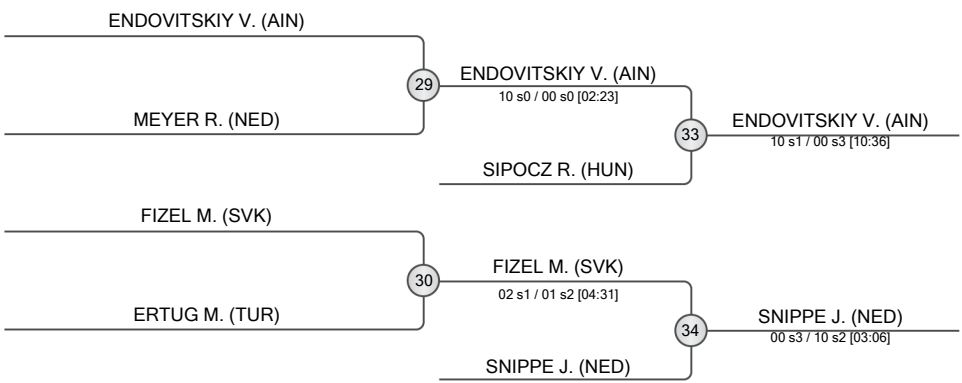 ENDOVITSKIY V. (AIN)
29
ENDOVITSKIY V. (AIN)
10 s0 / 00 s0 [02:23]
MEYER R. (NED)
33
ENDOVITSKIY V. (AIN)
10 s1 / 00 s3 [10:36]
SIPOCZ R. (HUN)
FIZEL M. (SVK)
30
FIZEL M. (SVK)
02 s1 / 01 s2 [04:31]
ERTUG M. (TUR)
34
SNIPPE J. (NED)
00 s3 / 10 s2 [03:06]
SNIPPE J. (NED)